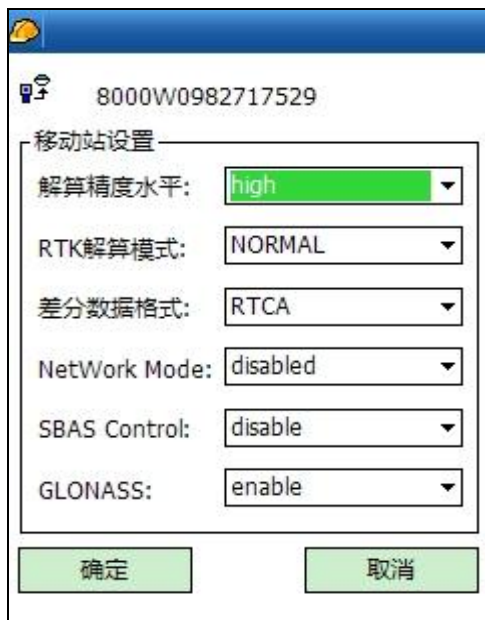 8000W0982717529
移动站设置
解算精度水平: high
RTK解算模式: NORMAL
差分数据格式: RTCA
NetWork Mode: disabled
SBAS Control: disable
GLONASS: enable
确定 取消